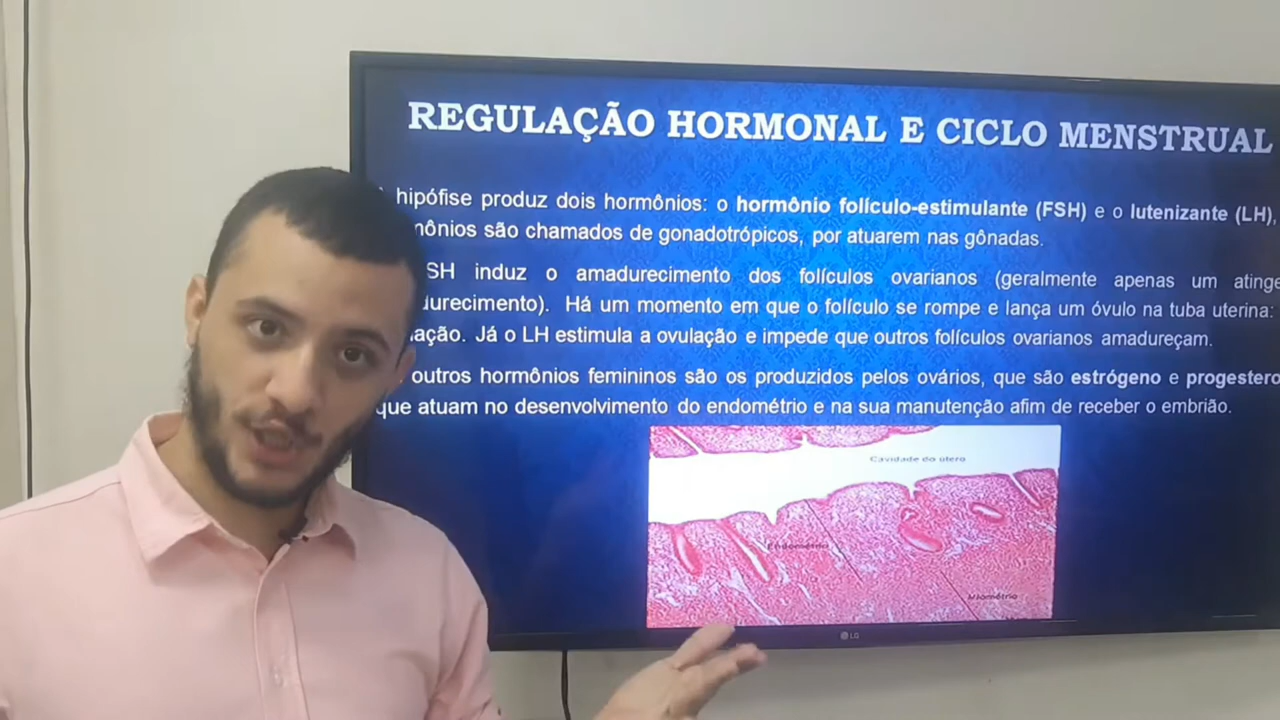 REGULAÇÃO HORMONAL E CICLO MENSTRUAL
hipófise produz dois hormônios: o hormônio folículo-estimulante (FSH) e o lutenizante (LH),
mônios são chamados de gonadotrópicos, por atuarem nas gônadas.
SH induz o amadurecimento dos folículos ovarianos (geralmente apenas um atinge
durecimento). Há um momento em que o folículo se rompe e lança um óvulo na tuba uterina:
ação. Já o LH estimula a ovulação e impede que outros folículos ovarianos amadureçam.
outros hormônios femininos são os produzidos pelos ovários, que são estrógeno e progestero
que atuam no desenvolvimento do endométrio e na sua manutenção afim de receber o embrião.
Cavidade do útero
Endométrio
Miométrio
LG